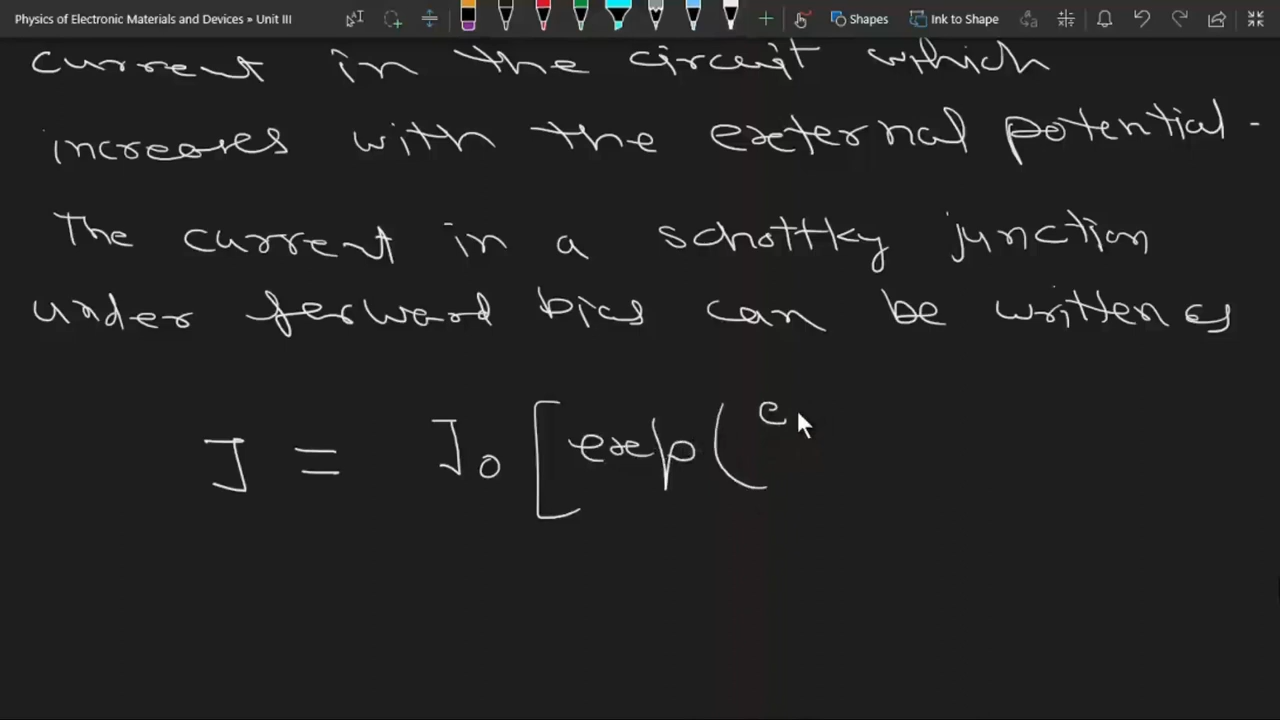 Physics of Electronic Materials and Devices » Unit III
Shapes
Ink to Shape
current in the circuit which
increases with the external potential.
The current in a schottky junction
under forward bias can be written as
J = J₀ [exp(e